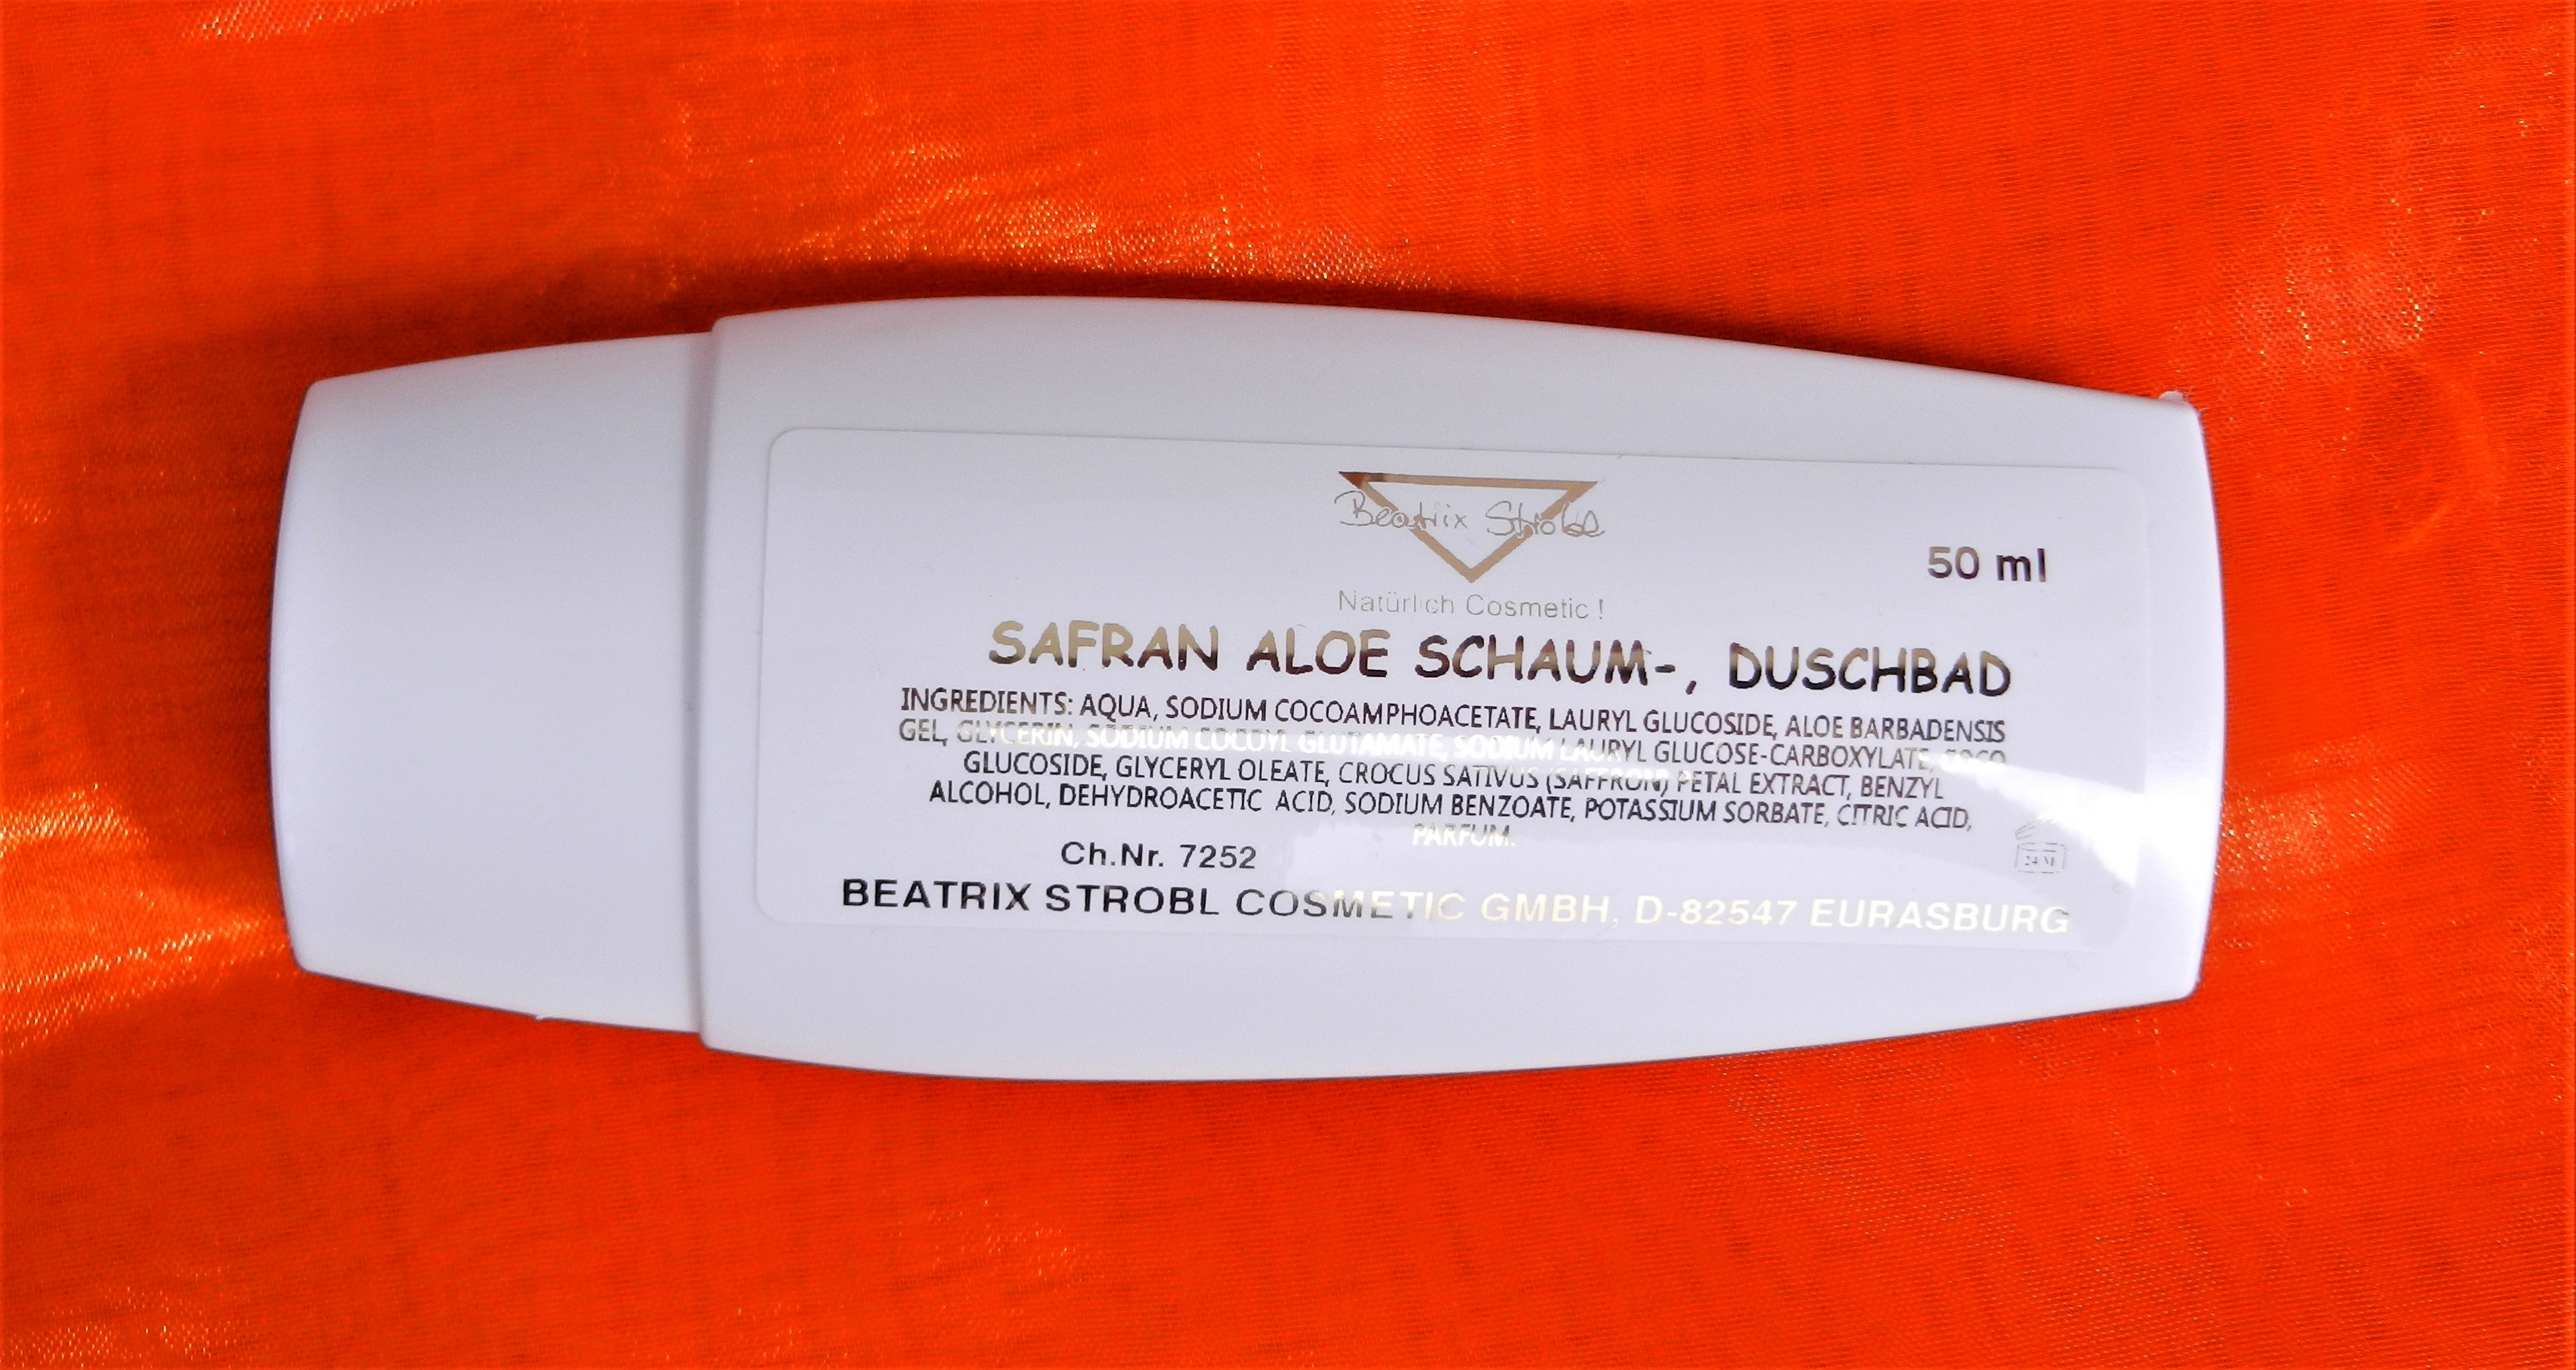 Beatrix Strobl
50 ml
Natürlich Cosmetic !
SAFRAN ALOE SCHAUM-, DUSCHBAD
INGREDIENTS: AQUA, SODIUM COCOAMPHOACETATE, LAURYL GLUCOSIDE, ALOE BARBADENSIS
GEL, GLYCERIN, SODIUM COCOYL GLUTAMATE, SODIUM LAURYL GLUCOSE-CARBOXYLATE, COCO
GLUCOSIDE, GLYCERYL OLEATE, CROCUS SATIVUS (SAFFRON) PETAL EXTRACT, BENZYL
ALCOHOL, DEHYDROACETIC ACID, SODIUM BENZOATE, POTASSIUM SORBATE, CITRIC ACID,
PARFUM.
24 M
Ch.Nr. 7252
BEATRIX STROBL COSMETIC GMBH, D-82547 EURASBURG